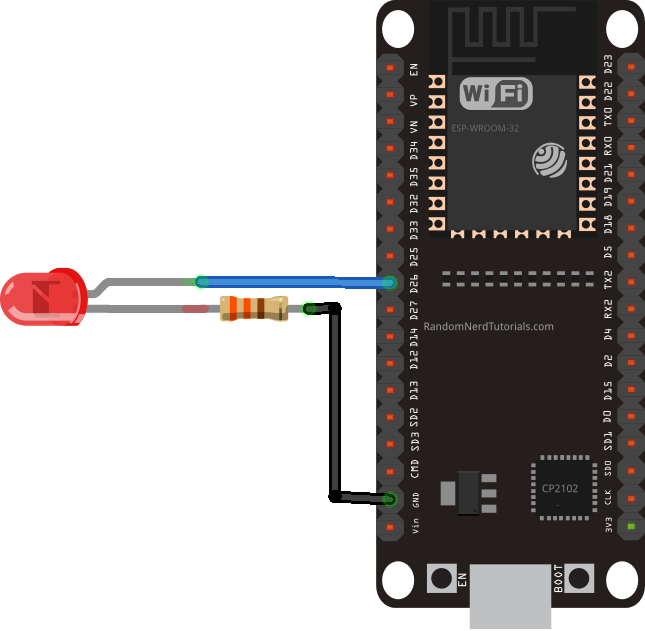 EN
VP
VN
D34
D35
D32
D33
D25
D26
D27
D14
D12
D13
SD2
SD3
CMD
GND
Vin
WiFi
ESP-WROOM-32
RandomNerdTutorials.com
CP2102
EN
BOOT
D23
D22
TX0
RX0
D21
D19
D18
D5
TX2
RX2
D4
D2
D15
D0
SD1
SD0
CLK
3V3